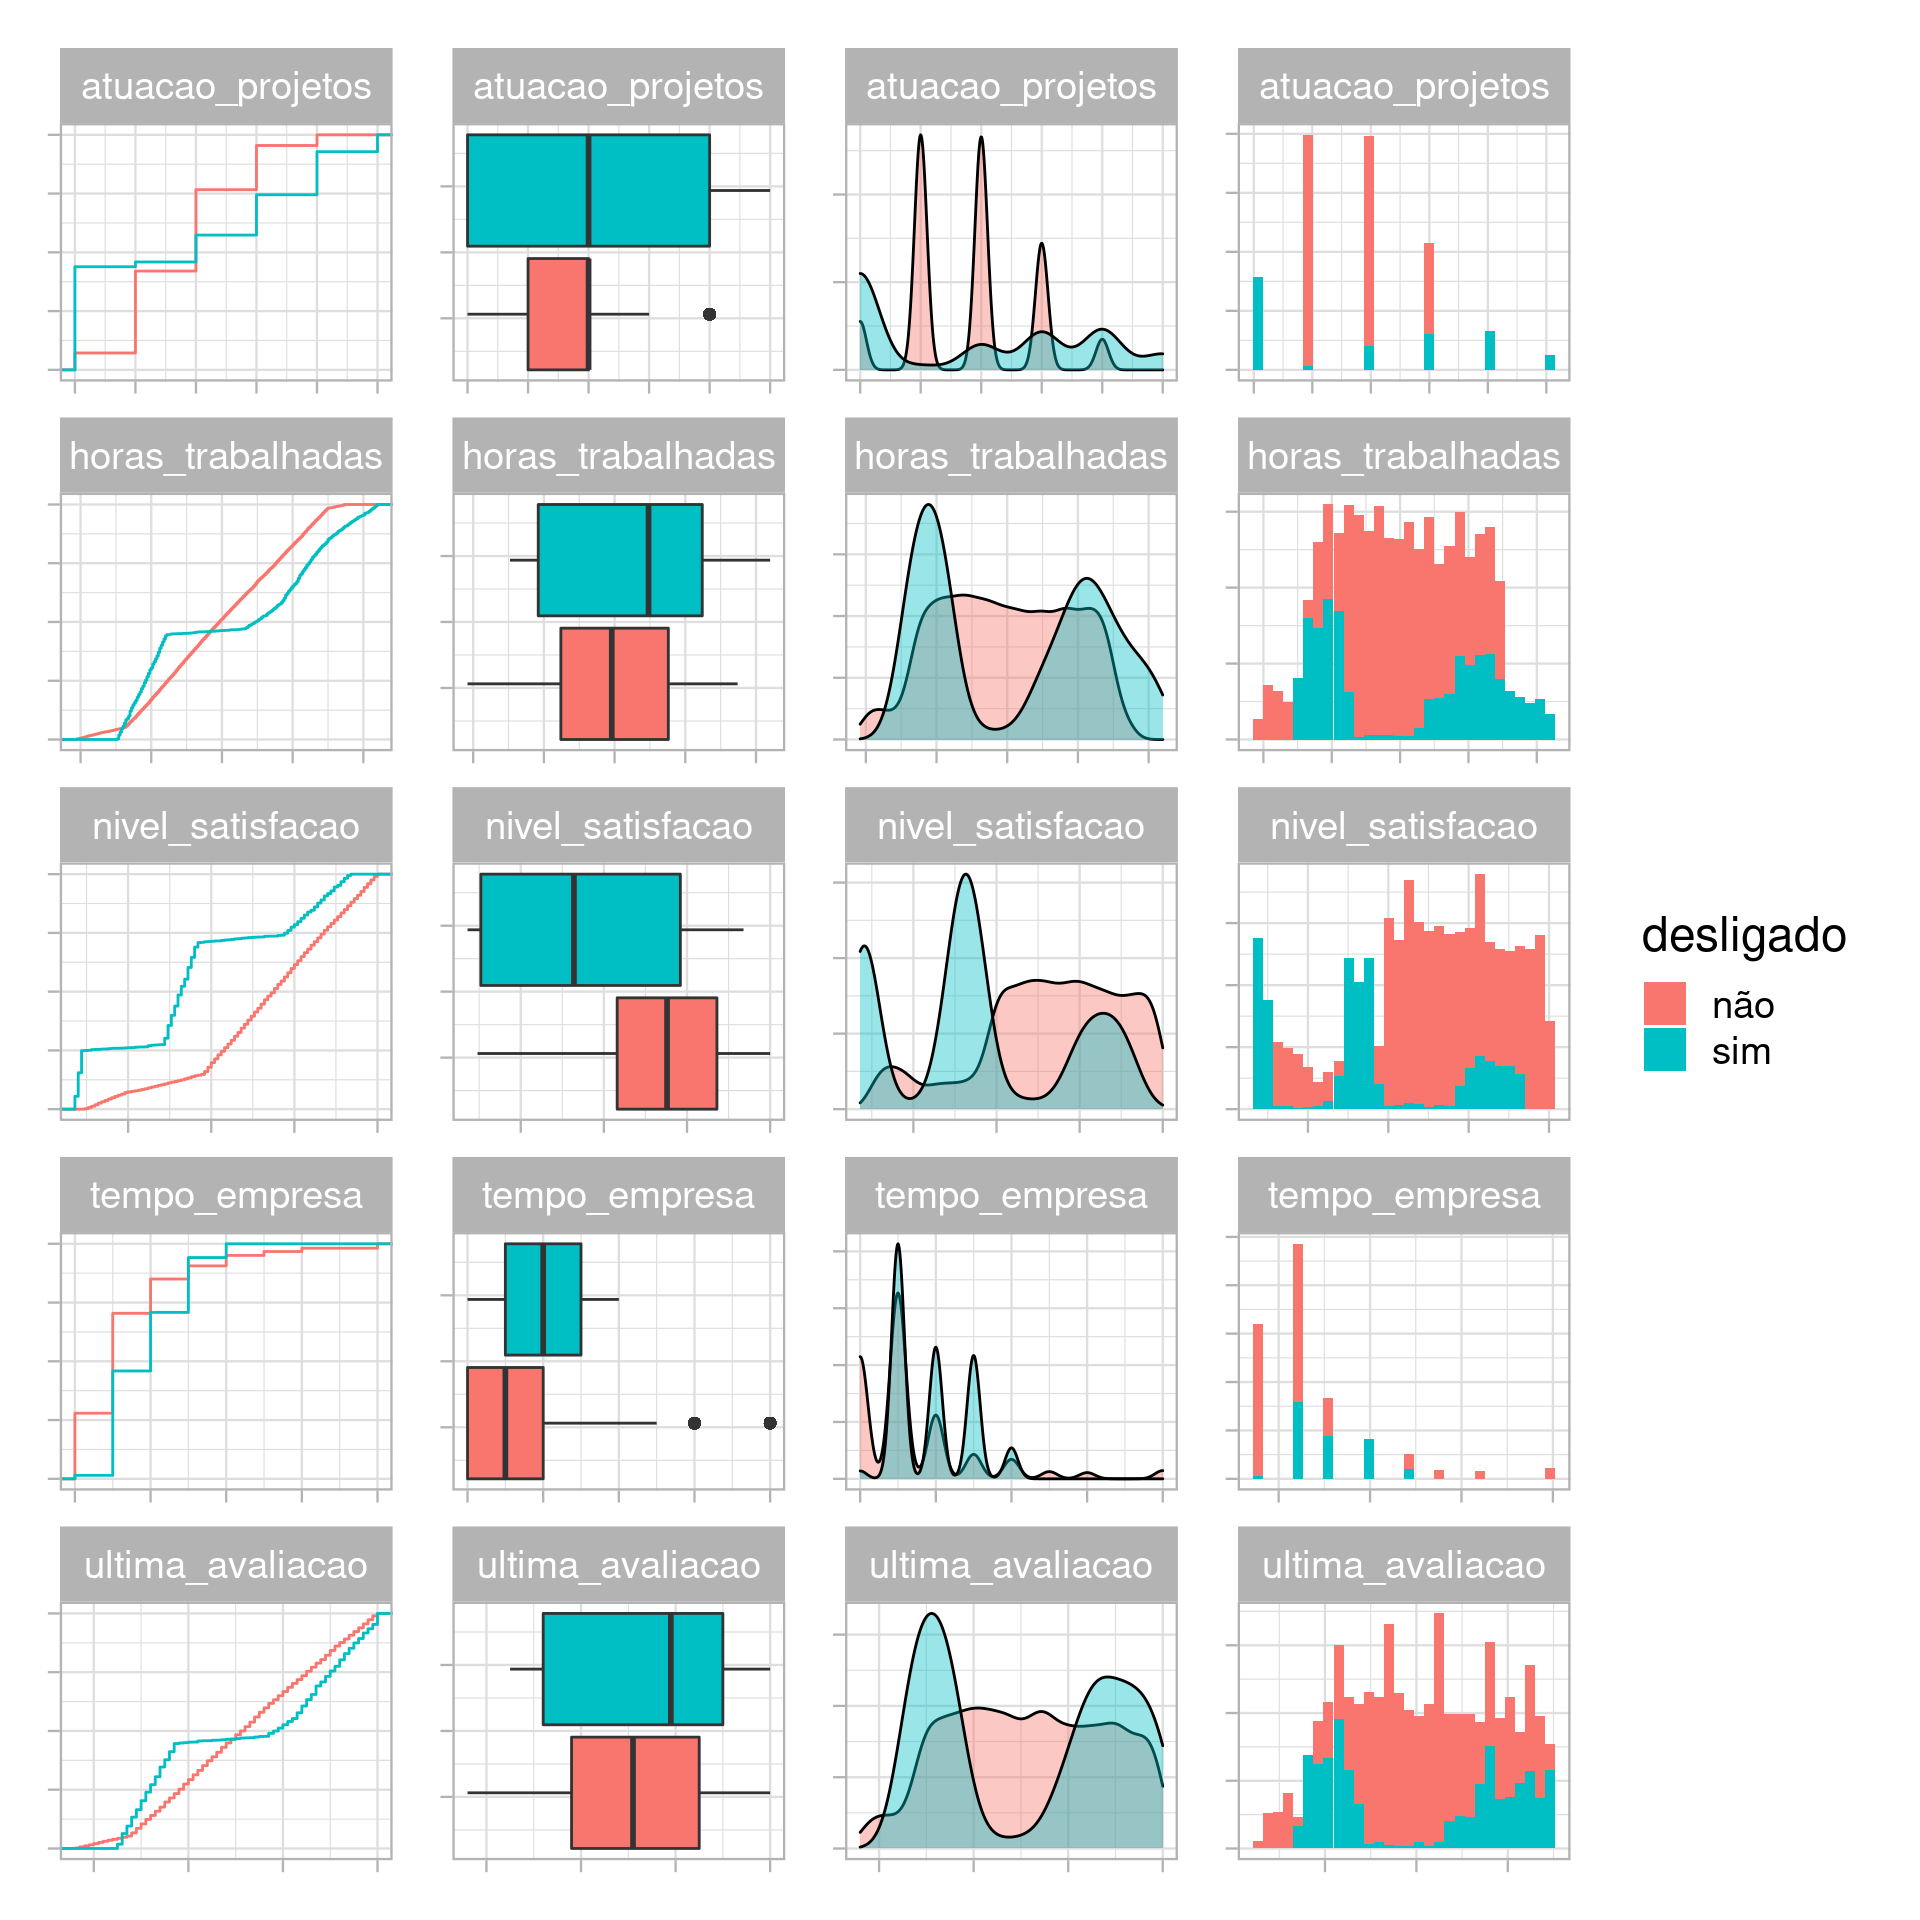 atuacao_projetos atuacao_projetos atuacao_projetos atuacao_projetos
horas_trabalhadas horas_trabalhadas horas_trabalhadas horas_trabalhadas
nivel_satisfacao nivel_satisfacao nivel_satisfacao nivel_satisfacao
desligado
não
sim
tempo_empresa tempo_empresa tempo_empresa tempo_empresa
ultima_avaliacao ultima_avaliacao ultima_avaliacao ultima_avaliacao